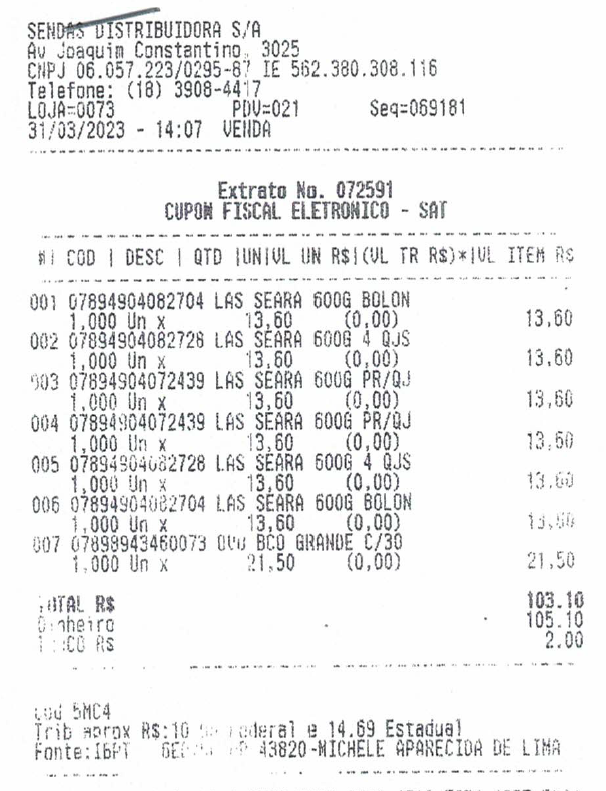 SENDAS DISTRIBUIDORA S/A
Av Joaquim Constantino, 3025
CNPJ 06.057.223/0295-87 IE 562.380.308.116
Telefone: (18) 3908-4417
LOJA=0073 PDV=021 Seq=069181
31/03/2023 - 14:07 VENDA
Extrato No. 072591
CUPOM FISCAL ELETRONICO - SAT
#| COD | DESC | QTD |UN|VL UN R$|(VL TR R$)*|VL ITEM R$
001 07894904082704 LAS SEARA 600G BOLON
1,000 Un x 13,60 (0,00) 13,60
002 07894904082728 LAS SEARA 600G 4 QJS
1,000 Un x 13,60 (0,00) 13,60
003 07894904072439 LAS SEARA 600G PR/QJ
1,000 Un x 13,60 (0,00) 13,60
004 07894904072439 LAS SEARA 600G PR/QJ
1,000 Un x 13,60 (0,00) 13,60
005 07894904082728 LAS SEARA 600G 4 QJS
1,000 Un x 13,60 (0,00) 13,60
006 07894904082704 LAS SEARA 600G BOLON
1,000 Un x 13,60 (0,00) 13,60
007 07898943460073 OVO BCO GRANDE C/30
1,000 Un x 21,50 (0,00) 21,50
TOTAL R$ 103.10
Dinheiro 105.10
TROCO R$ 2.00
cod 5MC4
Trib aprox R$:10 Federal e 14.69 Estadual
Fonte:IBPT 43820-MICHELE APARECIDA DE LIMA